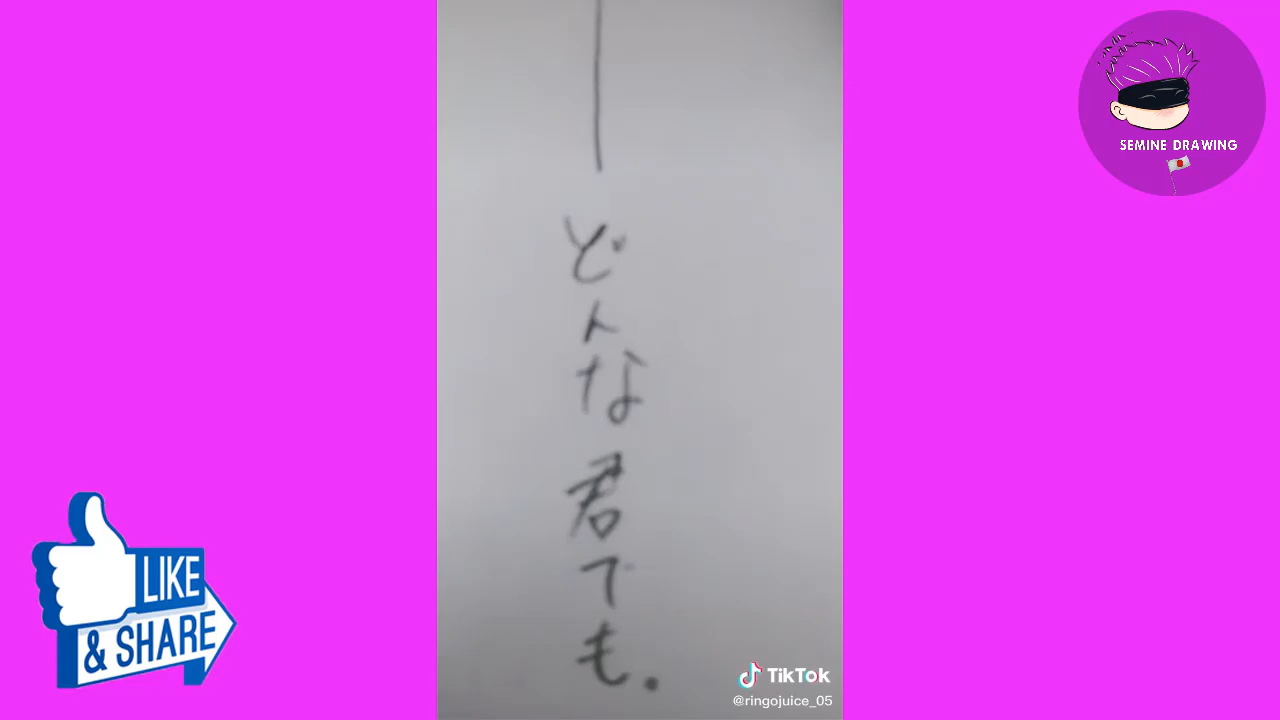 どんな君でも.
SEMINE DRAWING
LIKE
& SHARE
TikTok
@ringojuice_05